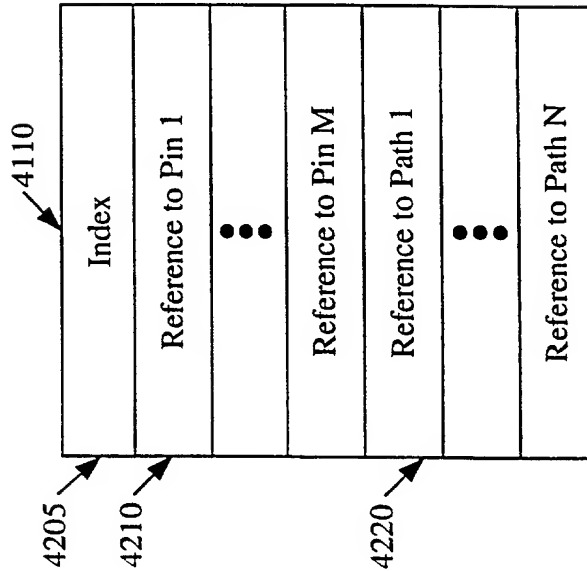 4110
4205
Index
4210
Reference to Pin 1
Reference to Pin M
4220
Reference to Path 1
Reference to Path N